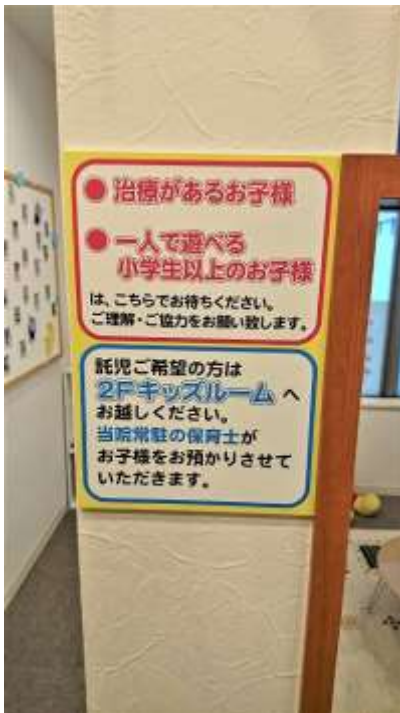 ● 治療があるお子様
● 一人で遊べる
小学生以上のお子様
は、こちらでお待ちください。
ご理解・ご協力をお願い致します。
託児ご希望の方は
2Fキッズルームへ
お越しください。
当院常駐の保育士が
お子様をお預かりさせて
いただきます。